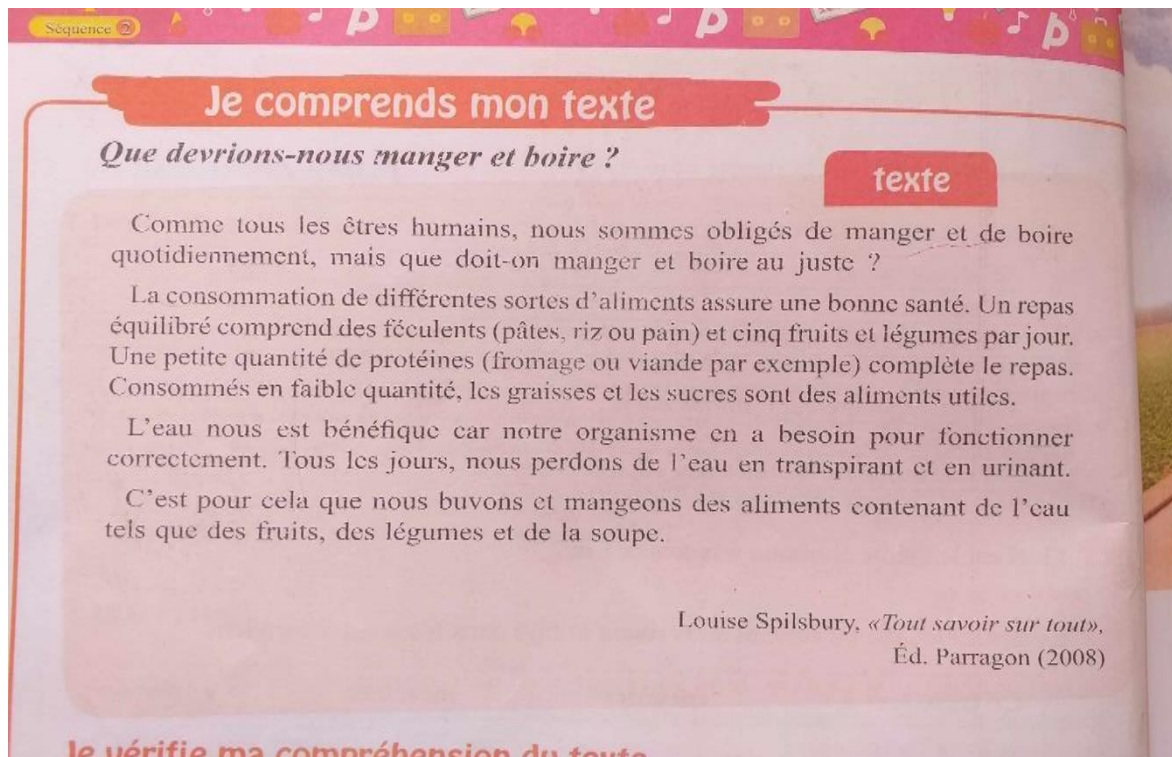 Séquence 2
Je comprends mon texte
Que devrions-nous manger et boire ?
texte
Comme tous les êtres humains, nous sommes obligés de manger et de boire
quotidiennement, mais que doit-on manger et boire au juste ?
La consommation de différentes sortes d’aliments assure une bonne santé. Un repas
équilibré comprend des féculents (pâtes, riz ou pain) et cinq fruits et légumes par jour.
Une petite quantité de protéines (fromage ou viande par exemple) complète le repas.
Consommés en faible quantité, les graisses et les sucres sont des aliments utiles.
L’eau nous est bénéfique car notre organisme en a besoin pour fonctionner
correctement. Tous les jours, nous perdons de l’eau en transpirant et en urinant.
C’est pour cela que nous buvons et mangeons des aliments contenant de l’eau
tels que des fruits, des légumes et de la soupe.
Louise Spilsbury, «Tout savoir sur tout»,
Éd. Parragon (2008)
Je vérifie ma compréhension du texte